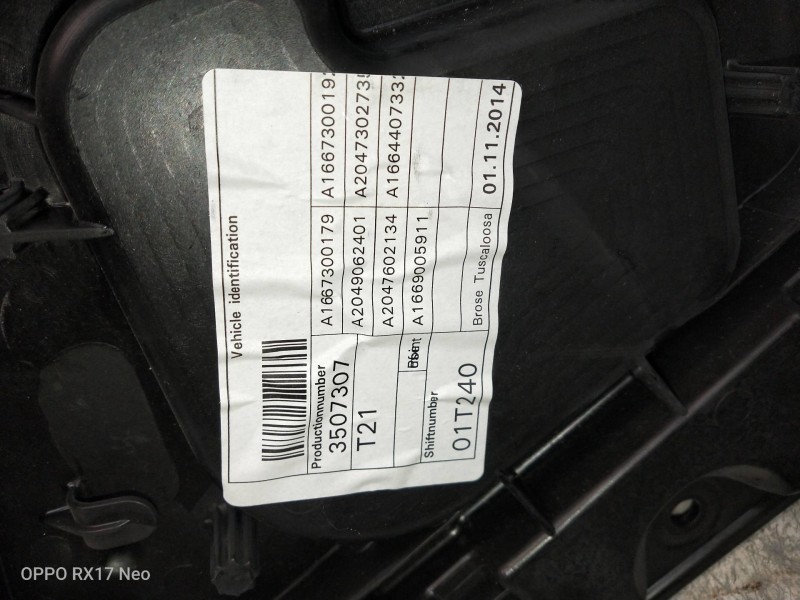 Vehicle identification
Productionnumber
3507307
T21
Shiftnumber
01T240
A1667300179
A2049062401
A2047602134
A1669005911
Brose Tuscaloosa
A166730019
A204730273
A166440733
01.11.2014
OPPO RX17 Neo